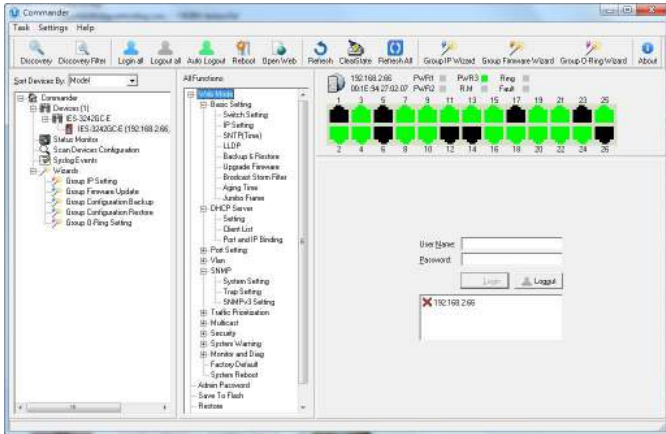 Commander
Task Settings Help
Discovery Discovery Filter Login all Logout all Auto Logout Reboot Open Web Refresh ClearState Refresh All Group IP Wizard Group Firmware Wizard Group O-Ring Wizard About
Sort Devices By: Model
Commander
Devices (1)
IES-3242GC-E
IES-3242GC-E (192.168.2.66,
Status Monitor
Scan Devices Configuration
Syslog Events
Wizards
Group IP Setting
Group Firmware Update
Group Configuration Backup
Group Configuration Restore
Group O-Ring Setting
All Functions
Web Mode
Basic Setting
Switch Setting
IP Setting
SNTP(Time)
LLDP
Backup & Restore
Upgrade Firmware
Brodcast Storm Filter
Aging Time
Jumbo Frame
DHCP Server
Setting
Client List
Port and IP Binding
Port Setting
Vlan
SNMP
System Setting
Trap Setting
SNMPv3 Setting
Traffic Prioritization
Multicast
Security
System Warning
Monitor and Diag
Factory Default
System Reboot
Admin Password
Save To Flash
Restore
192.168.2.66 PWR1 PWR3 Ring
00:1E:94:27:02:07 PWR2 R.M Fault
1 3 5 7 9 11 13 15 17 19 21 23 25
2 4 6 8 10 12 14 16 18 20 22 24 26
User Name:
Password:
Login Loggut
192.168.2.66